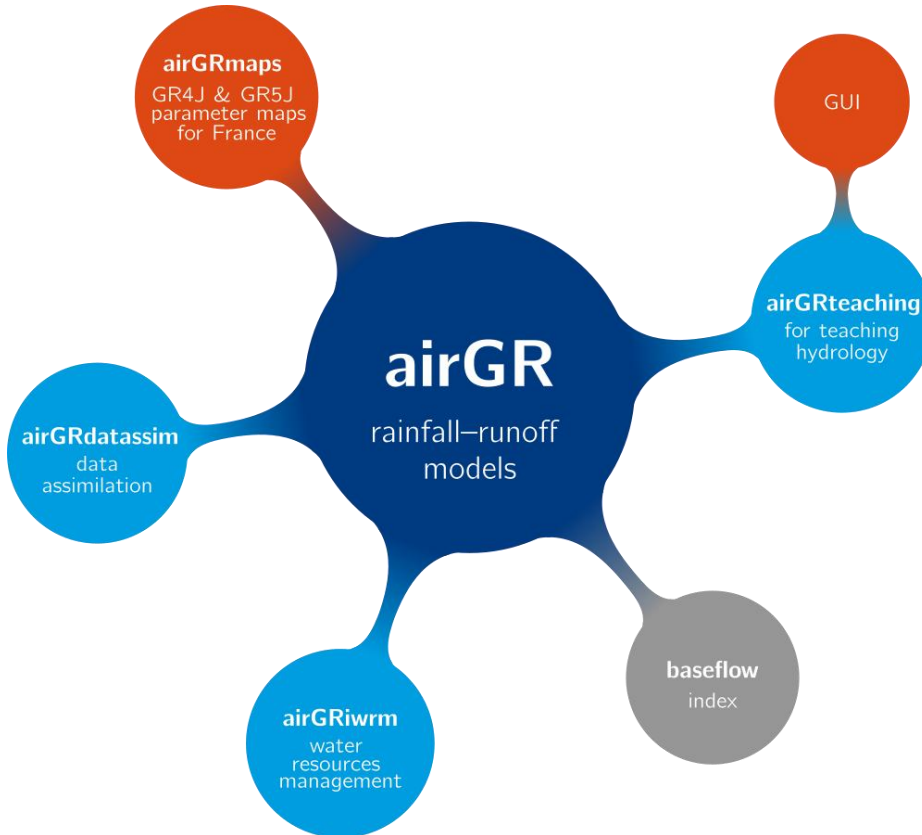 airGRmaps
GR4J & GR5J
parameter maps
for France
GUI
airGRteaching
for teaching
hydrology
airGR
rainfall–runoff
models
airGRdatassim
data
assimilation
baseflow
index
airGRiwrm
water
resources
management